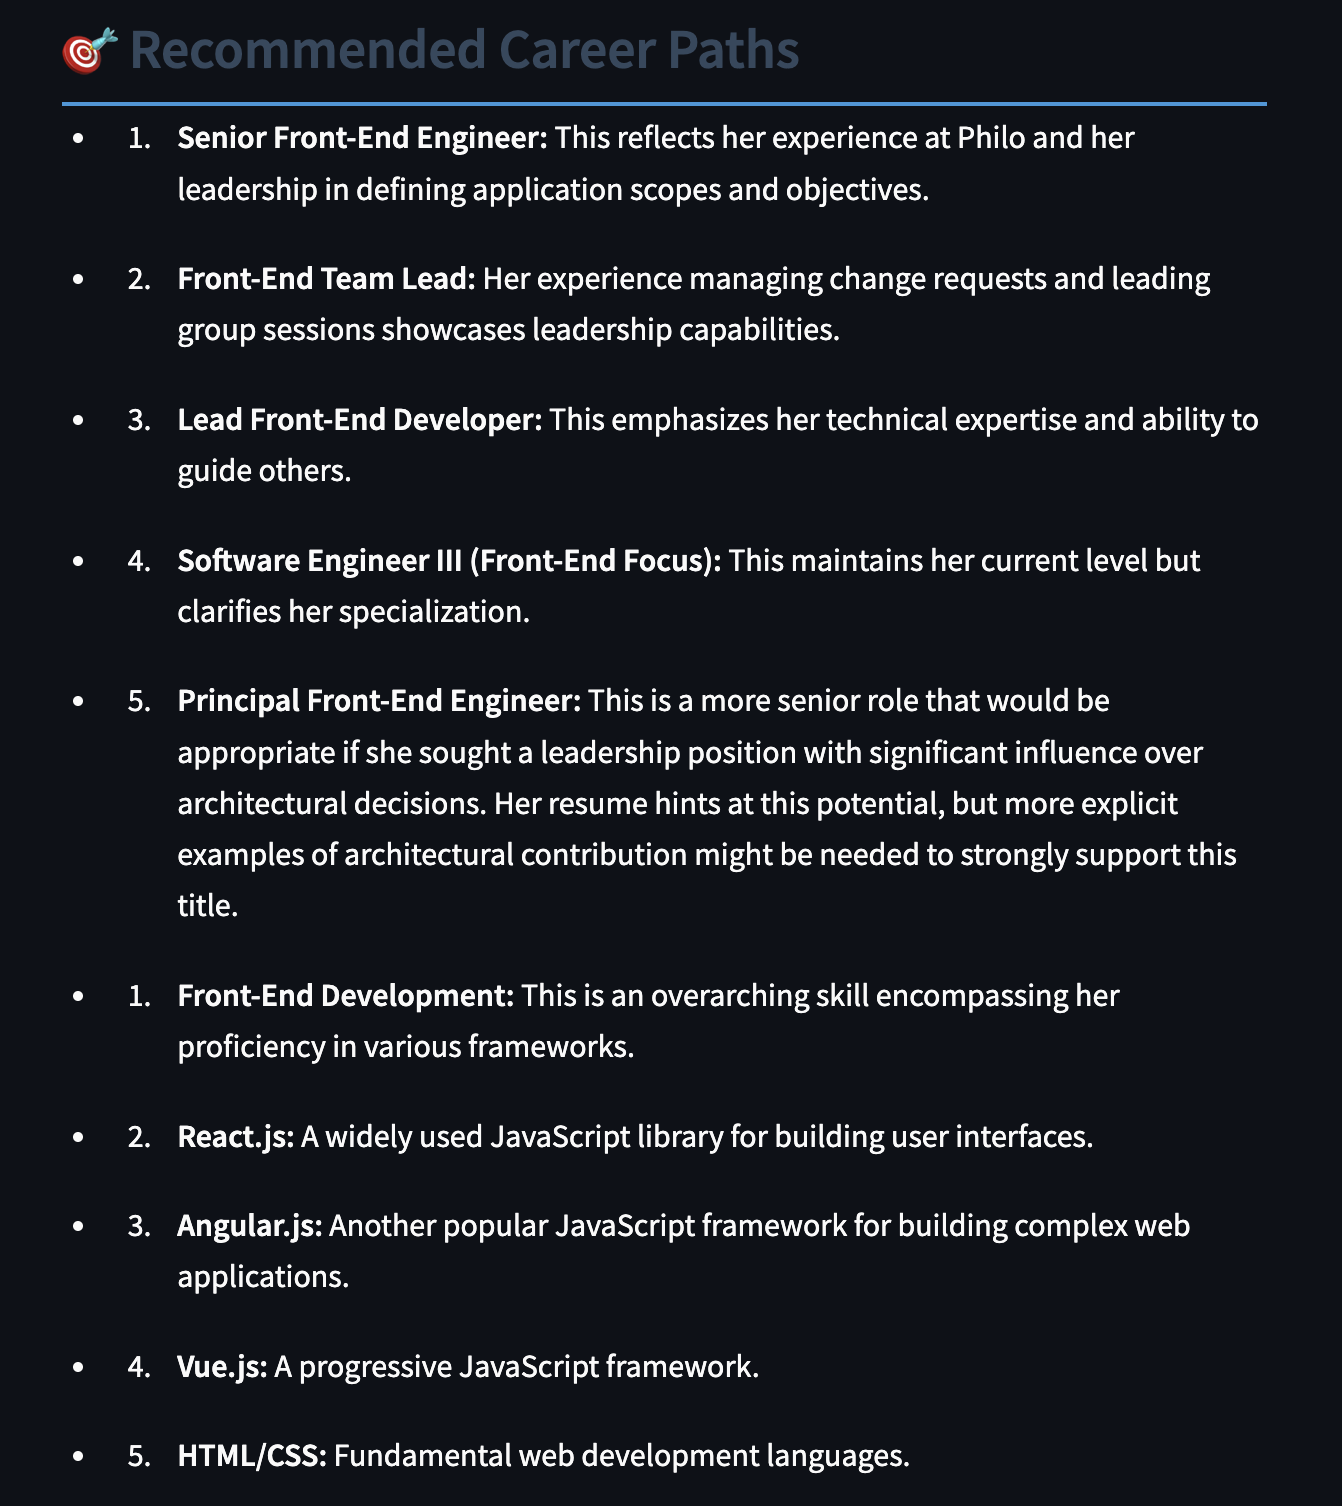 🎯 Recommended Career Paths
• 1. Senior Front-End Engineer: This reflects her experience at Philo and her
leadership in defining application scopes and objectives.
• 2. Front-End Team Lead: Her experience managing change requests and leading
group sessions showcases leadership capabilities.
• 3. Lead Front-End Developer: This emphasizes her technical expertise and ability to
guide others.
• 4. Software Engineer III (Front-End Focus): This maintains her current level but
clarifies her specialization.
• 5. Principal Front-End Engineer: This is a more senior role that would be
appropriate if she sought a leadership position with significant influence over
architectural decisions. Her resume hints at this potential, but more explicit
examples of architectural contribution might be needed to strongly support this
title.
• 1. Front-End Development: This is an overarching skill encompassing her
proficiency in various frameworks.
• 2. React.js: A widely used JavaScript library for building user interfaces.
• 3. Angular.js: Another popular JavaScript framework for building complex web
applications.
• 4. Vue.js: A progressive JavaScript framework.
• 5. HTML/CSS: Fundamental web development languages.